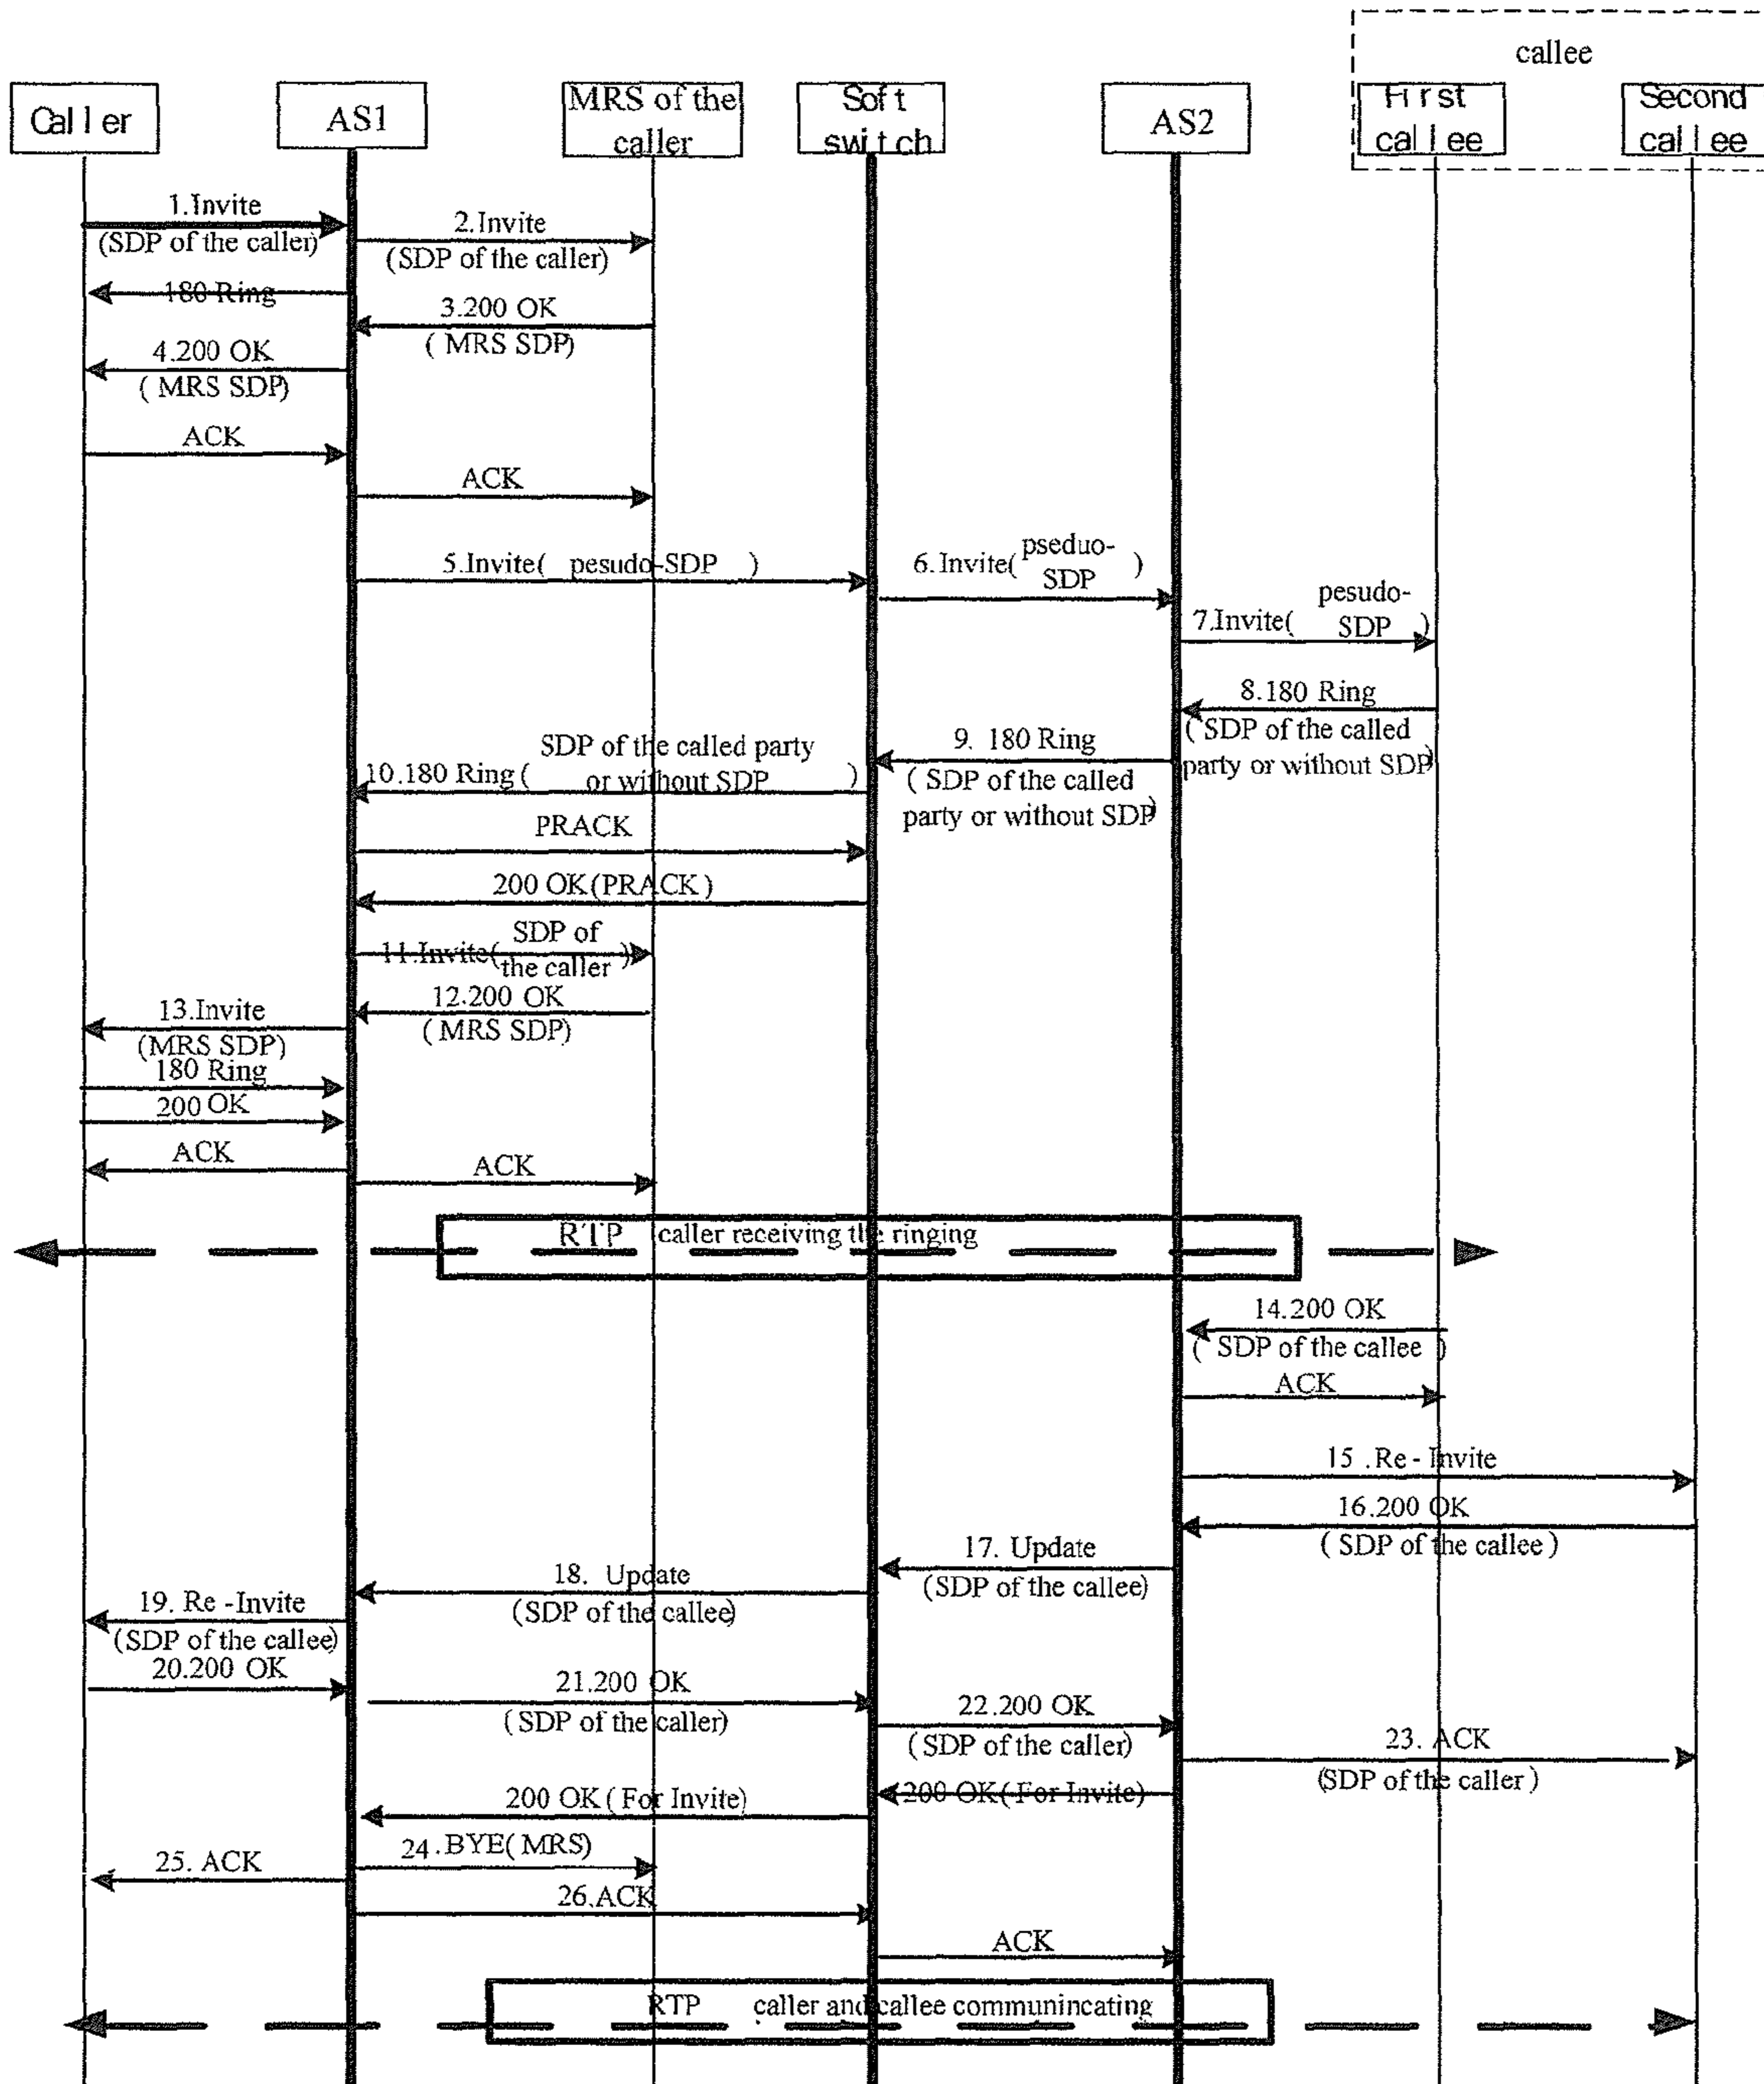 callee
Caller
AS1
MRS of the
caller
Soft
switch
AS2
First
callee
Second
callee
1.Invite
(SDP of the caller)
2.Invite
(SDP of the caller)
180 Ring
3.200 OK
( MRS SDP)
4.200 OK
( MRS SDP)
ACK
ACK
5.Invite( pesudo-SDP )
6.Invite( pseduo-
SDP )
7.Invite( pesudo-
SDP )
8.180 Ring
( SDP of the called
party or without SDP)
9. 180 Ring
( SDP of the called
party or without SDP)
SDP of the called party
10.180 Ring ( or without SDP )
PRACK
200 OK(PRACK )
SDP of
11.Invite( the caller )
12.200 OK
( MRS SDP)
13.Invite
(MRS SDP)
180 Ring
200 OK
ACK
ACK
RTP caller receiving the ringing
14.200 OK
( SDP of the callee )
ACK
15 .Re - Invite
16.200 OK
( SDP of the callee )
17. Update
(SDP of the callee)
18. Update
(SDP of the callee)
19. Re -Invite
(SDP of the callee)
20.200 OK
21.200 OK
(SDP of the caller)
22.200 OK
(SDP of the caller)
23. ACK
(SDP of the caller )
200 OK( For Invite)
200 OK ( For Invite)
24.BYE( MRS)
25. ACK
26.ACK
ACK
RTP caller and callee communincating